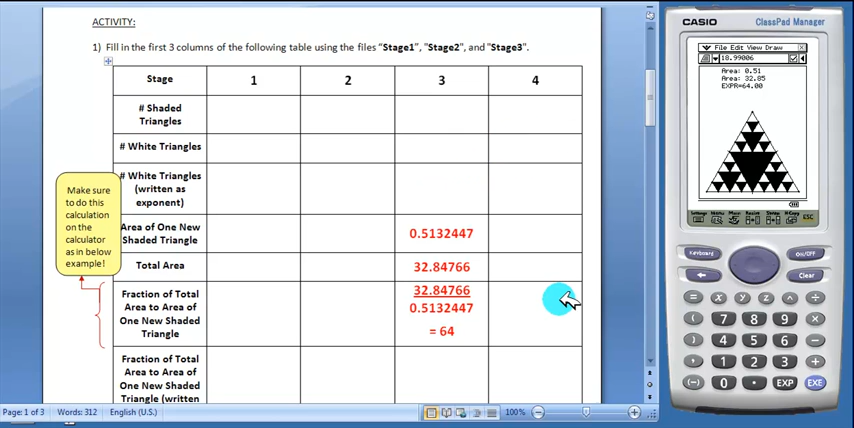 ACTIVITY:
1) Fill in the first 3 columns of the following table using the files "Stage1", "Stage2", and "Stage3".
Stage 1 2 3 4
# Shaded
Triangles
# White Triangles
# White Triangles
(written as
exponent)
Make sure
to do this
calculation
on the
calculator
as in below
example!
Area of One New
Shaded Triangle
0.5132447
Total Area
32.84766
Fraction of Total
Area to Area of
One New Shaded
Triangle
32.84766
0.5132447
= 64
Fraction of Total
Area to Area of
One New Shaded
Triangle (written
Page: 1 of 3 Words: 312 English (U.S.) 100%
CASIO ClassPad Manager
File Edit View Draw
18.99006
Area: 0.51
Area: 32.85
EXPR=64.00
Settings Menu Main Resize Swap ESC
Keyboard On/Off
Clear
= x y z ^ ÷
( 7 8 9 ×
) 4 5 6 −
, 1 2 3 +
(−) 0 . EXP EXE